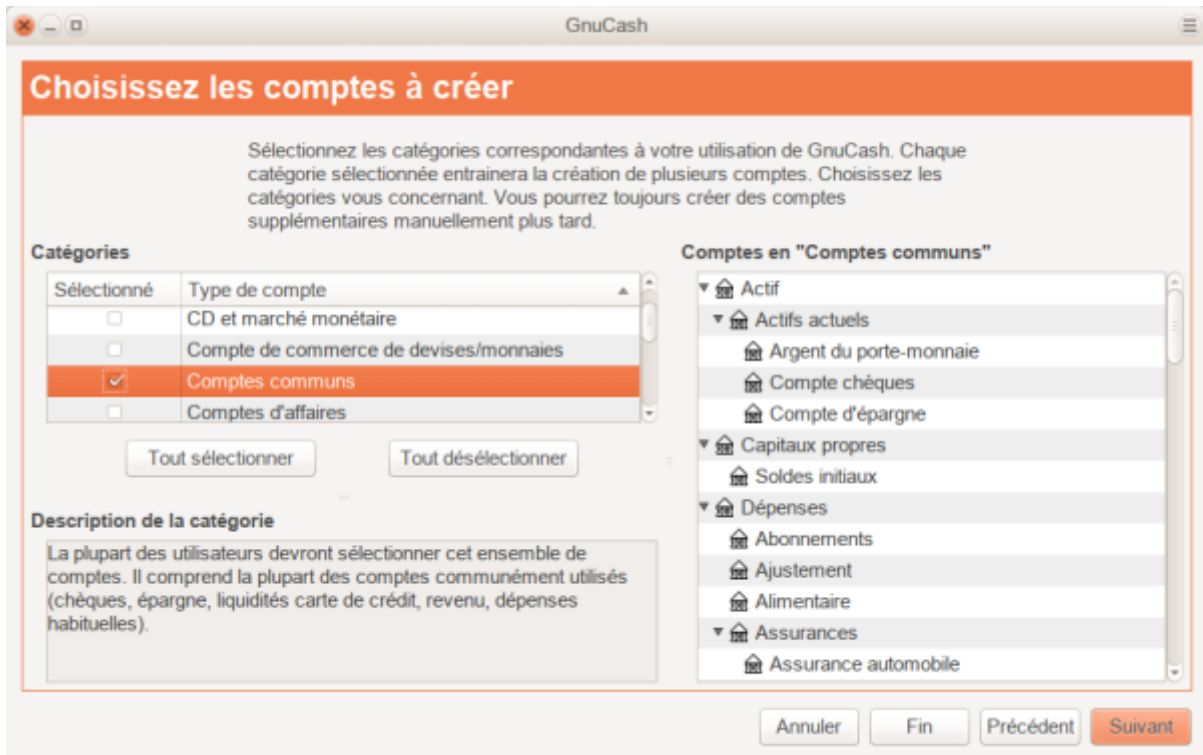 GnuCash
Choisissez les comptes à créer
Sélectionnez les catégories correspondantes à votre utilisation de GnuCash. Chaque
catégorie sélectionnée entrainera la création de plusieurs comptes. Choisissez les
catégories vous concernant. Vous pourrez toujours créer des comptes
supplémentaires manuellement plus tard.
Catégories
Sélectionné Type de compte
CD et marché monétaire
Compte de commerce de devises/monnaies
Comptes communs
Comptes d'affaires
Tout sélectionner Tout désélectionner
Description de la catégorie
La plupart des utilisateurs devront sélectionner cet ensemble de
comptes. Il comprend la plupart des comptes communément utilisés
(chèques, épargne, liquidités carte de crédit, revenu, dépenses
habituelles).
Comptes en "Comptes communs"
Actif
Actifs actuels
Argent du porte-monnaie
Compte chèques
Compte d'épargne
Capitaux propres
Soldes initiaux
Dépenses
Abonnements
Ajustement
Alimentaire
Assurances
Assurance automobile
Annuler Fin Précédent Suivant